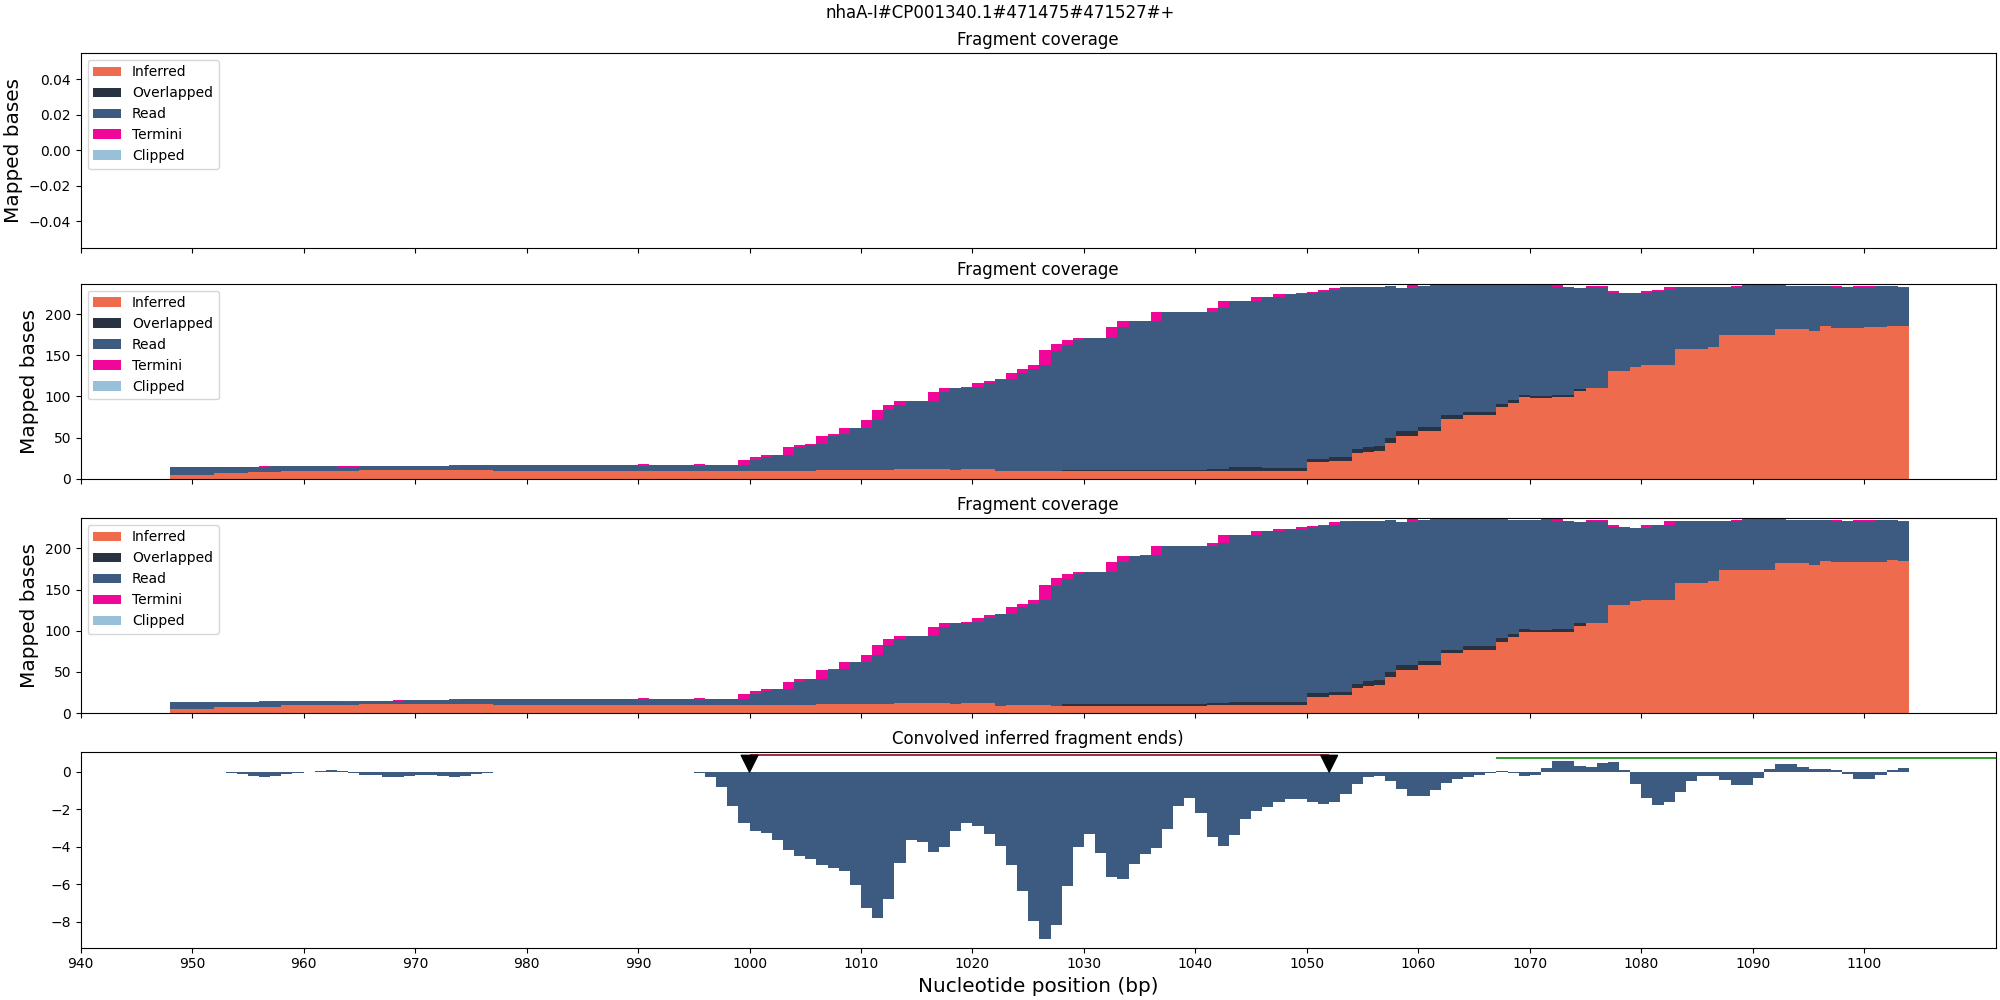 nhaA-I#CP001340.1#471475#471527#+
Fragment coverage
Mapped bases
0.04
0.02
0.00
−0.02
−0.04
Inferred
Overlapped
Read
Termini
Clipped
Fragment coverage
Mapped bases
200
150
100
50
0
Inferred
Overlapped
Read
Termini
Clipped
Fragment coverage
Mapped bases
200
150
100
50
0
Inferred
Overlapped
Read
Termini
Clipped
Convolved inferred fragment ends)
0
−2
−4
−6
−8
940 950 960 970 980 990 1000 1010 1020 1030 1040 1050 1060 1070 1080 1090 1100
Nucleotide position (bp)